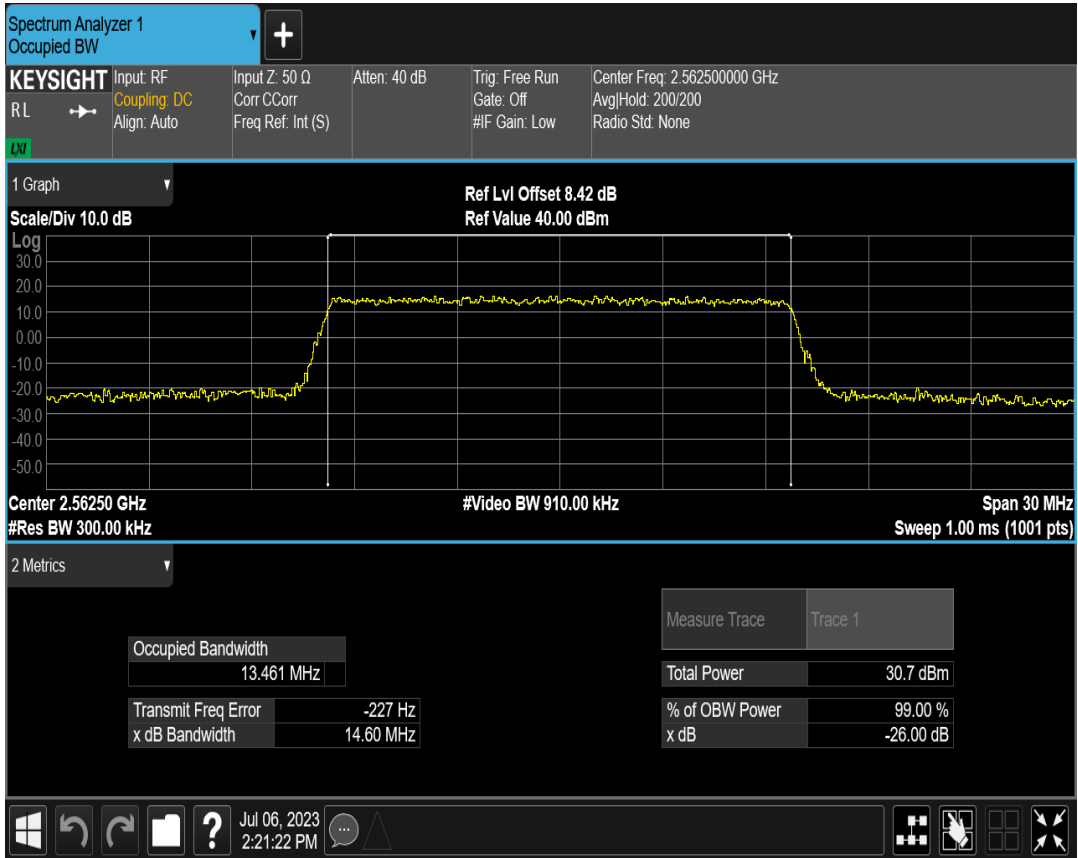 Spectrum Analyzer 1
Occupied BW
KEYSIGHT
R L
LXI
Input: RF
Coupling: DC
Align: Auto
Input Z: 50 Ω
Corr CCorr
Freq Ref: Int (S)
Atten: 40 dB
Trig: Free Run
Gate: Off
#IF Gain: Low
Center Freq: 2.562500000 GHz
Avg|Hold: 200/200
Radio Std: None
1 Graph
Scale/Div 10.0 dB
Ref Lvl Offset 8.42 dB
Ref Value 40.00 dBm
Log
30.0
20.0
10.0
0.00
-10.0
-20.0
-30.0
-40.0
-50.0
Center 2.56250 GHz
#Res BW 300.00 kHz
#Video BW 910.00 kHz
Span 30 MHz
Sweep 1.00 ms (1001 pts)
2 Metrics
Occupied Bandwidth
13.461 MHz
Transmit Freq Error -227 Hz
x dB Bandwidth 14.60 MHz
Measure Trace Trace 1
Total Power 30.7 dBm
% of OBW Power 99.00 %
x dB -26.00 dB
Jul 06, 2023
2:21:22 PM